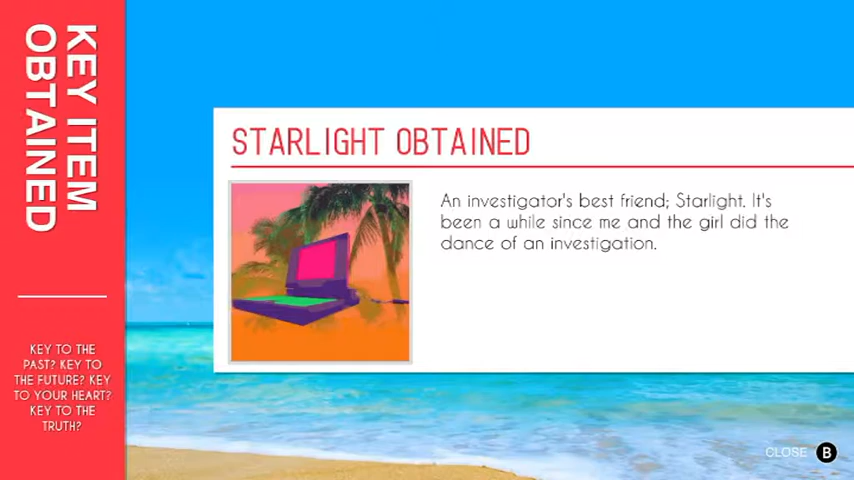 KEY ITEM
OBTAINED
KEY TO THE
PAST? KEY TO
THE FUTURE? KEY
TO YOUR HEART?
KEY TO THE
TRUTH?
STARLIGHT OBTAINED
An investigator's best friend; Starlight. It's
been a while since me and the girl did the
dance of an investigation.
CLOSE B